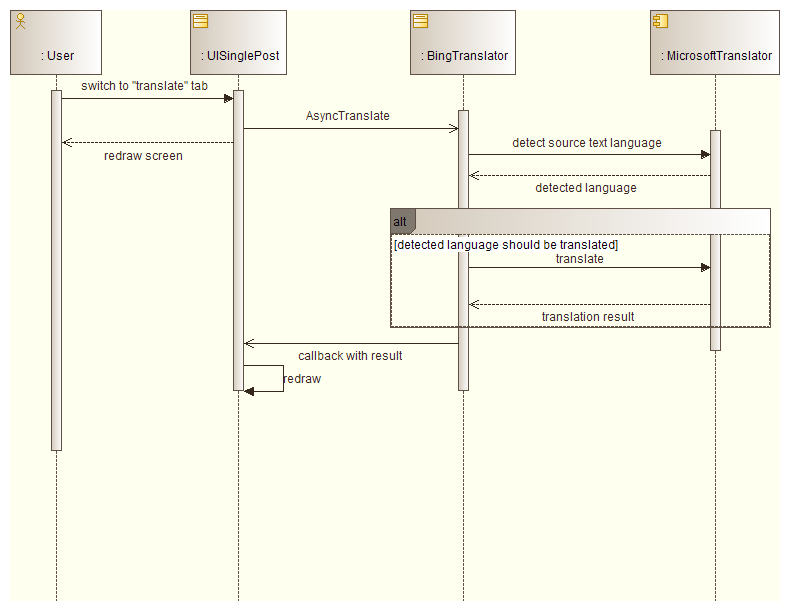 : User
: UISinglePost
: BingTranslator
: MicrosoftTranslator
switch to "translate" tab
AsyncTranslate
redraw screen
detect source text language
detected language
alt
[detected language should be translated]
translate
translation result
callback with result
redraw